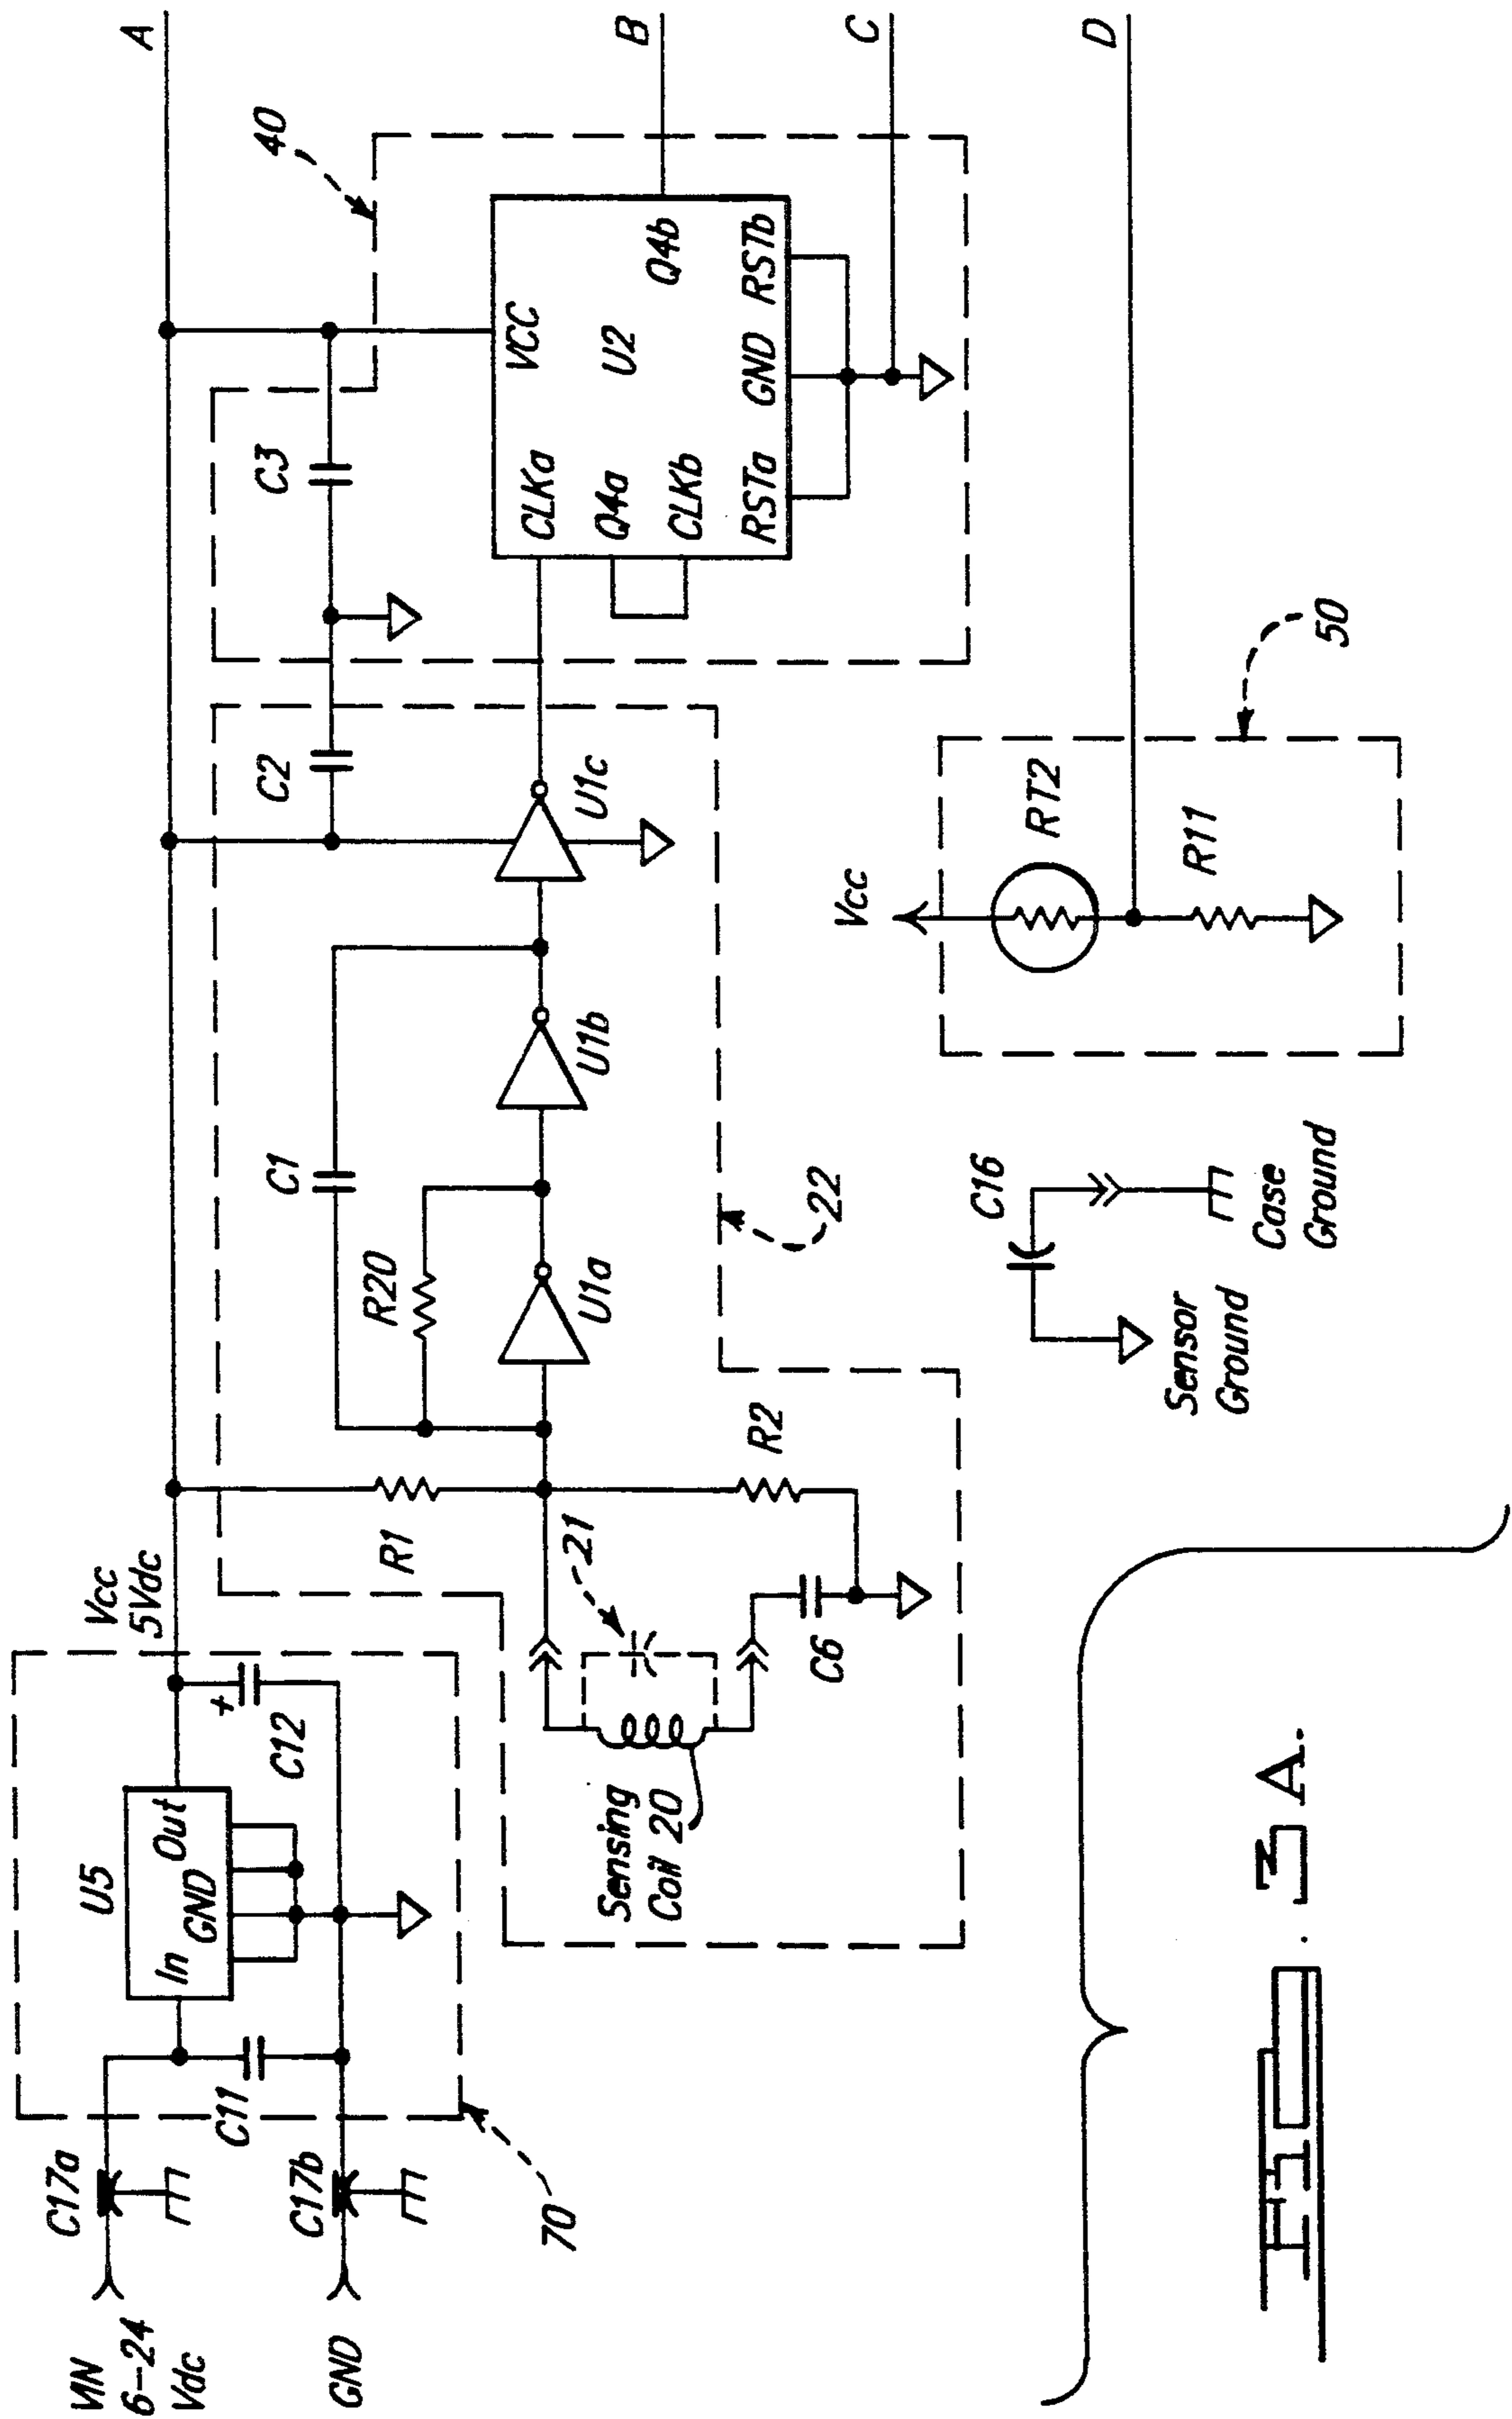 A
B
C
D
40
C3
VCC
CLKa
Q4a
U2
Q4b
CLKb
RSTa
GND
RSTb
C2
U1c
C1
R20
U1a
U1b
22
Vcc
5Vdc
R1
R2
21
Sensing
Coil 20
C6
U5
In
Out
GND
C12
C11
C17a
C17b
VIN
6-24
Vdc
GND
70
Vcc
RT2
R11
50
C16
Sensor
Ground
Case
Ground
Fig. 3A.